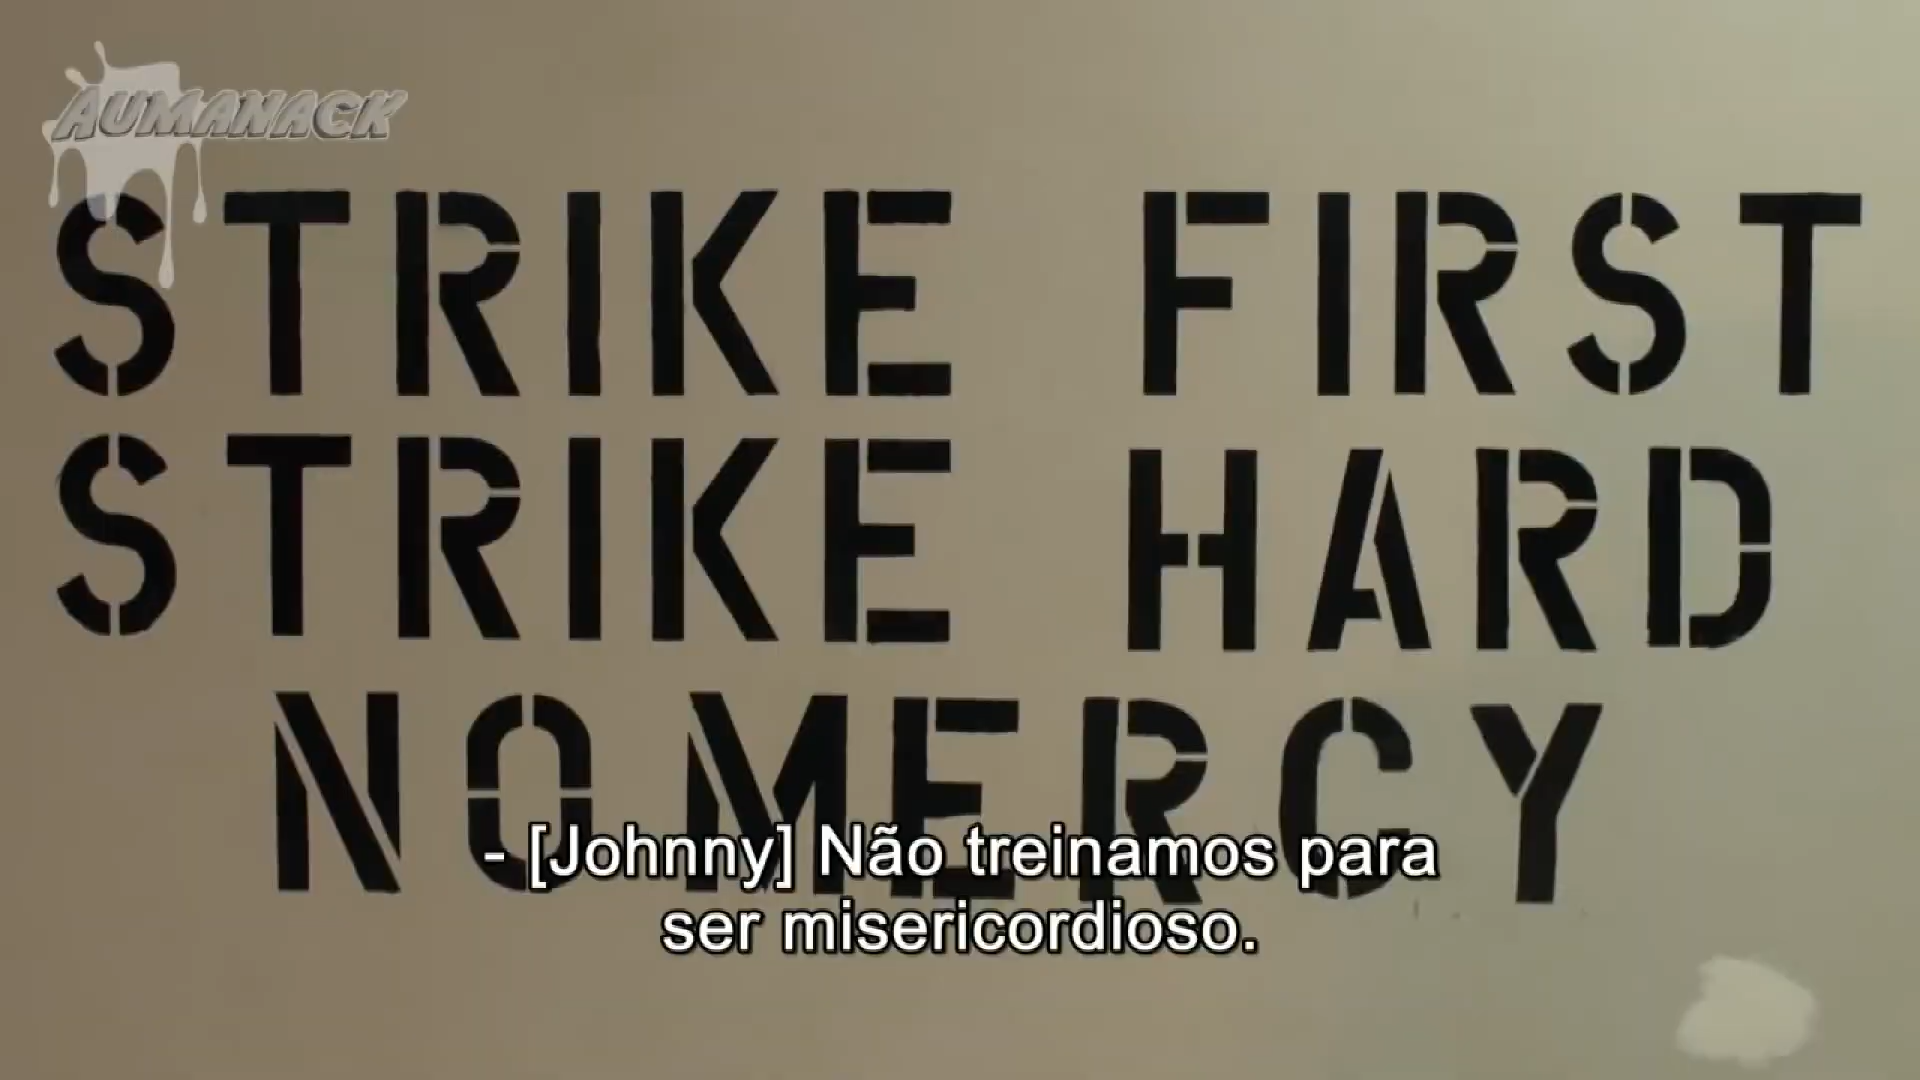 AUMANACK
STRIKE FIRST
STRIKE HARD
NO MERCY
- [Johnny] Não treinamos para
ser misericordioso.